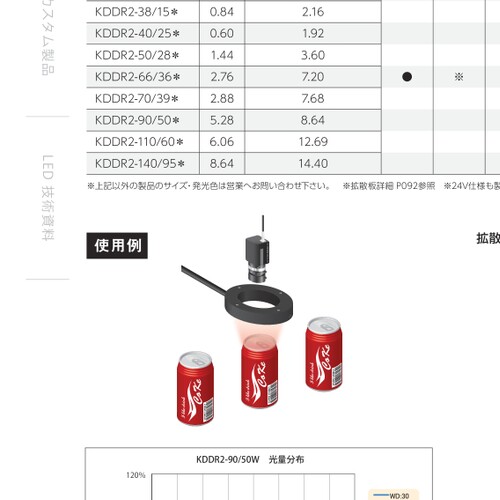 カスタム製品
LED 技術資料
KDDR2-38/15＊ 0.84 2.16
KDDR2-40/25＊ 0.60 1.92
KDDR2-50/28＊ 1.44 3.60
KDDR2-66/36＊ 2.76 7.20 ● ※
KDDR2-70/39＊ 2.88 7.68
KDDR2-90/50＊ 5.28 8.64
KDDR2-110/60＊ 6.06 12.69
KDDR2-140/95＊ 8.64 14.40
※上記以外の製品のサイズ・発光色は営業へお問い合わせ下さい。 ※拡散板詳細 P092参照 ※24V仕様も製
使用例
拡散
CoKe
CoKe
CoKe
KDDR2-90/50W 光量分布
120%
WD:30